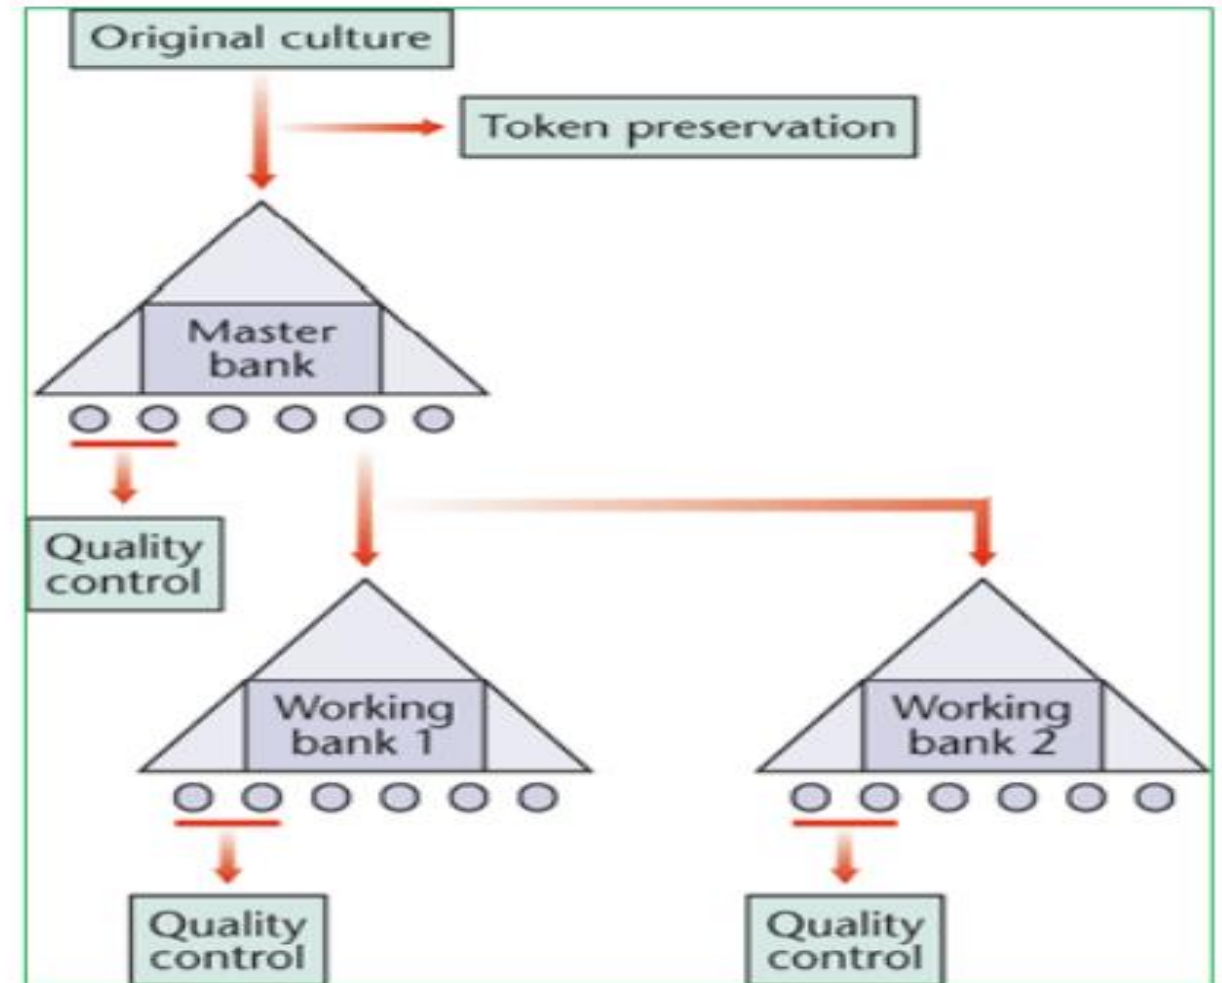 Original culture
Token preservation
Master
bank
Quality
control
Working
bank 1
Working
bank 2
Quality
control
Quality
control